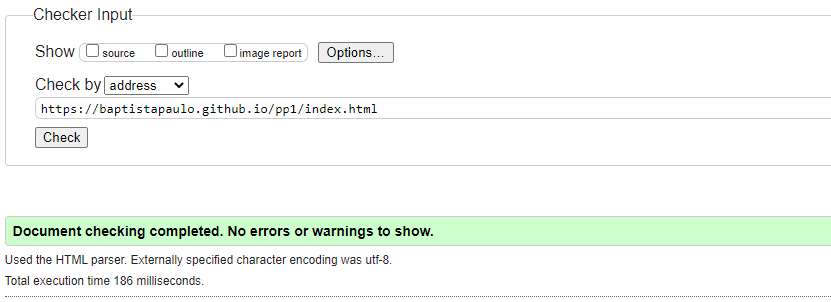 Checker Input
Show source outline image report Options...
Check by address
https://baptistapaulo.github.io/pp1/index.html
Check
Document checking completed. No errors or warnings to show.
Used the HTML parser. Externally specified character encoding was utf-8.
Total execution time 186 milliseconds.